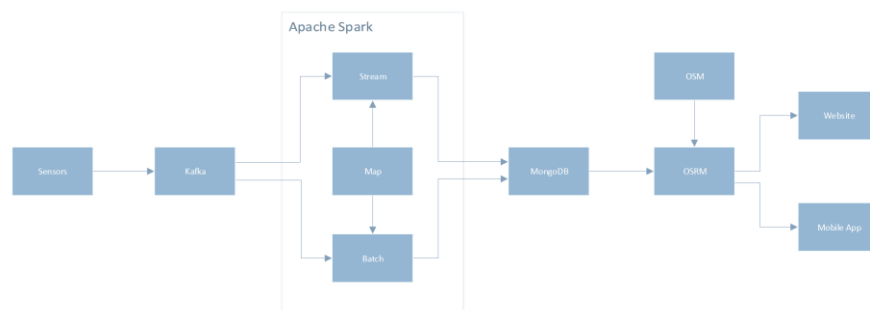 Apache Spark
Stream
OSM
Website
Sensors
Kafka
Map
MongoDB
OSRM
Batch
Mobile App